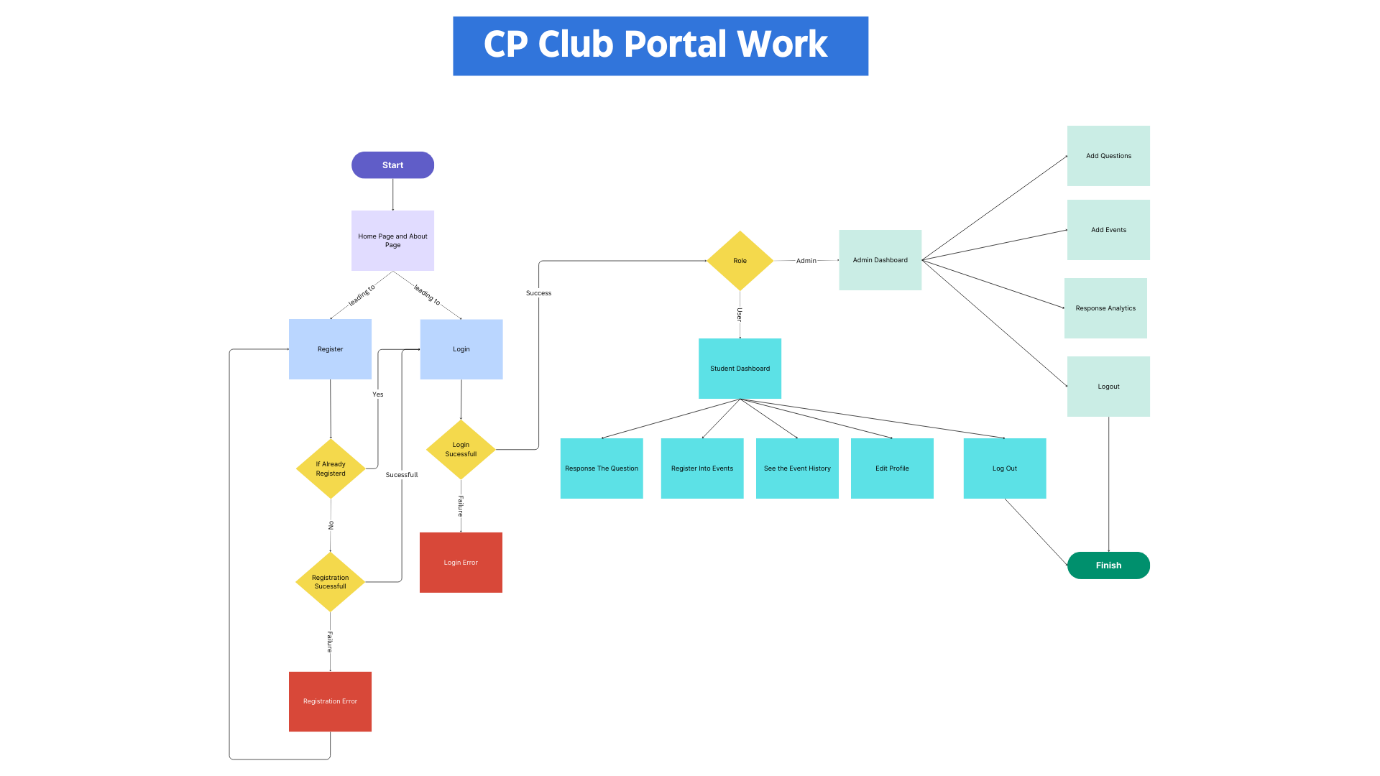 CP Club Portal Work
Start
Home Page and About
Page
leading to
leading to
Register
Login
Yes
If Already
Registerd
No
Registration
Sucessfull
Sucessfull
Failure
Registration Error
Login
Sucessfull
Failure
Login Error
Success
Role
Admin
User
Admin Dashboard
Add Questions
Add Events
Response Analytics
Logout
Student Dashboard
Response The Question
Register Into Events
See the Event History
Edit Profile
Log Out
Finish